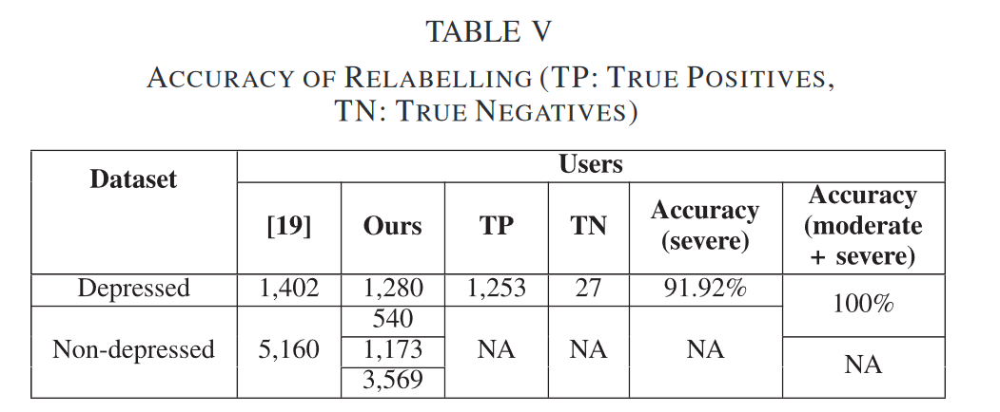 TABLE V
ACCURACY OF RELABELLING (TP: TRUE POSITIVES,
TN: TRUE NEGATIVES)
Dataset
Users
[19]
Ours
TP
TN
Accuracy
(severe)
Accuracy
(moderate
+ severe)
Depressed
1,402
1,280
1,253
27
91.92%
100%
Non-depressed
5,160
540
1,173
3,569
NA
NA
NA
NA